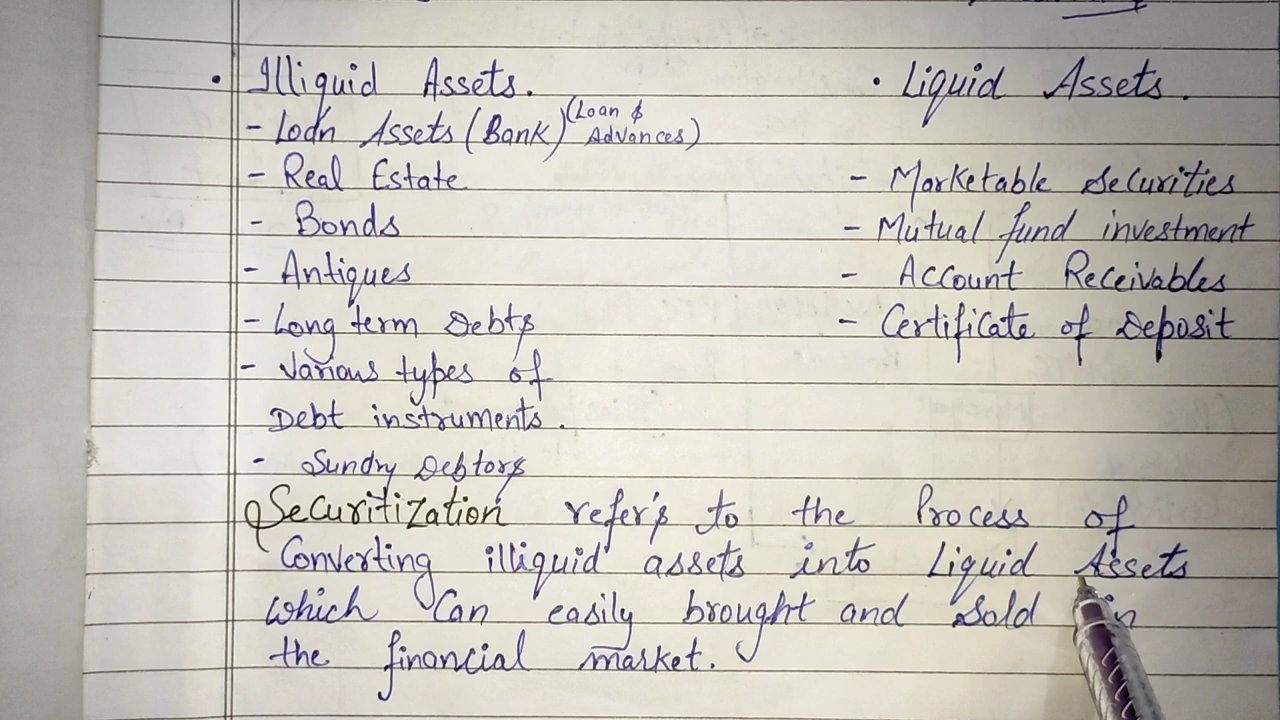 • Illiquid Assets.
• Liquid Assets.
- Loan Assets (Bank) (Loan & Advances)
- Real Estate
- Marketable Securities
- Bonds
- Mutual fund investment
- Antiques
- Account Receivables
- Long term Debts
- Certificate of Deposit
- Various types of
Debt instruments.
- Sundry Debtors
Securitization refer's to the Process of
Converting illiquid assets into Liquid Assets
which Can easily brought and Sold in
the financial market.